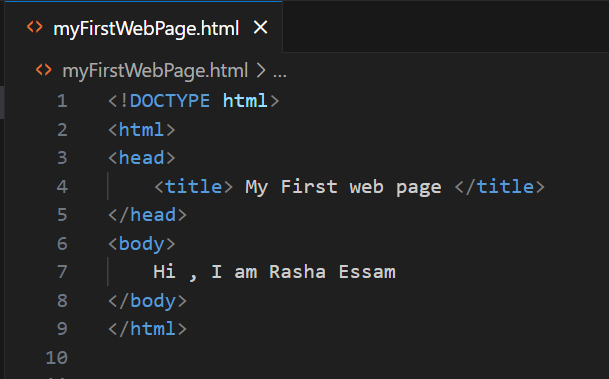 <> myFirstWebPage.html ×
<> myFirstWebPage.html > ...
1 <!DOCTYPE html>
2 <html>
3 <head>
4     <title> My First web page </title>
5 </head>
6 <body>
7     Hi , I am Rasha Essam
8 </body>
9 </html>
10